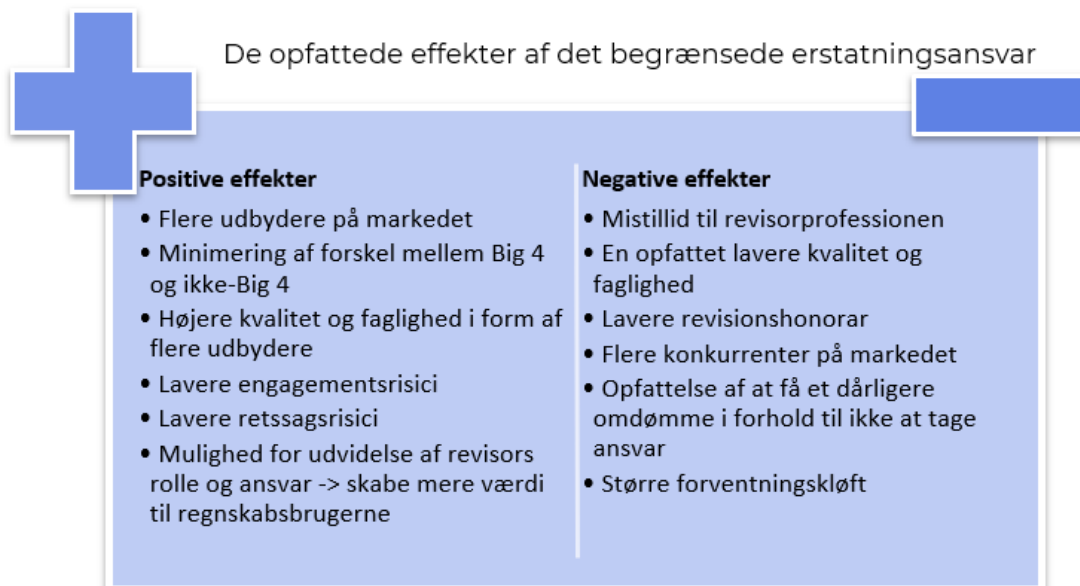 De opfattede effekter af det begrænsede erstatningsansvar
Positive effekter
• Flere udbydere på markedet
• Minimering af forskel mellem Big 4
og ikke-Big 4
• Højere kvalitet og faglighed i form af
flere udbydere
• Lavere engagementsrisici
• Lavere retssagsrisici
• Mulighed for udvidelse af revisors
rolle og ansvar -> skabe mere værdi
til regnskabsbrugerne
Negative effekter
• Mistillid til revisorprofessionen
• En opfattet lavere kvalitet og
faglighed
• Lavere revisionshonorar
• Flere konkurrenter på markedet
• Opfattelse af at få et dårligere
omdømme i forhold til ikke at tage
ansvar
• Større forventningskløft